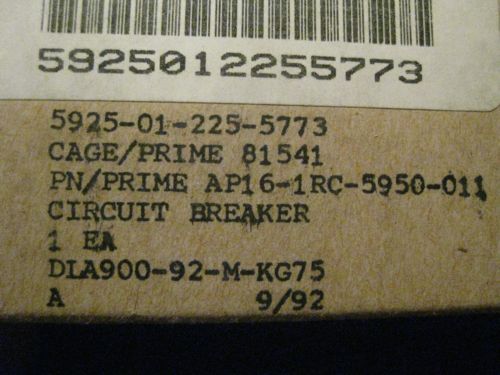 5925012255773
5925-01-225-5773
CAGE/PRIME 81541
PN/PRIME AP16-1RC-5950-011
CIRCUIT BREAKER
1 EA
DLA900-92-M-KG75
A 9/92